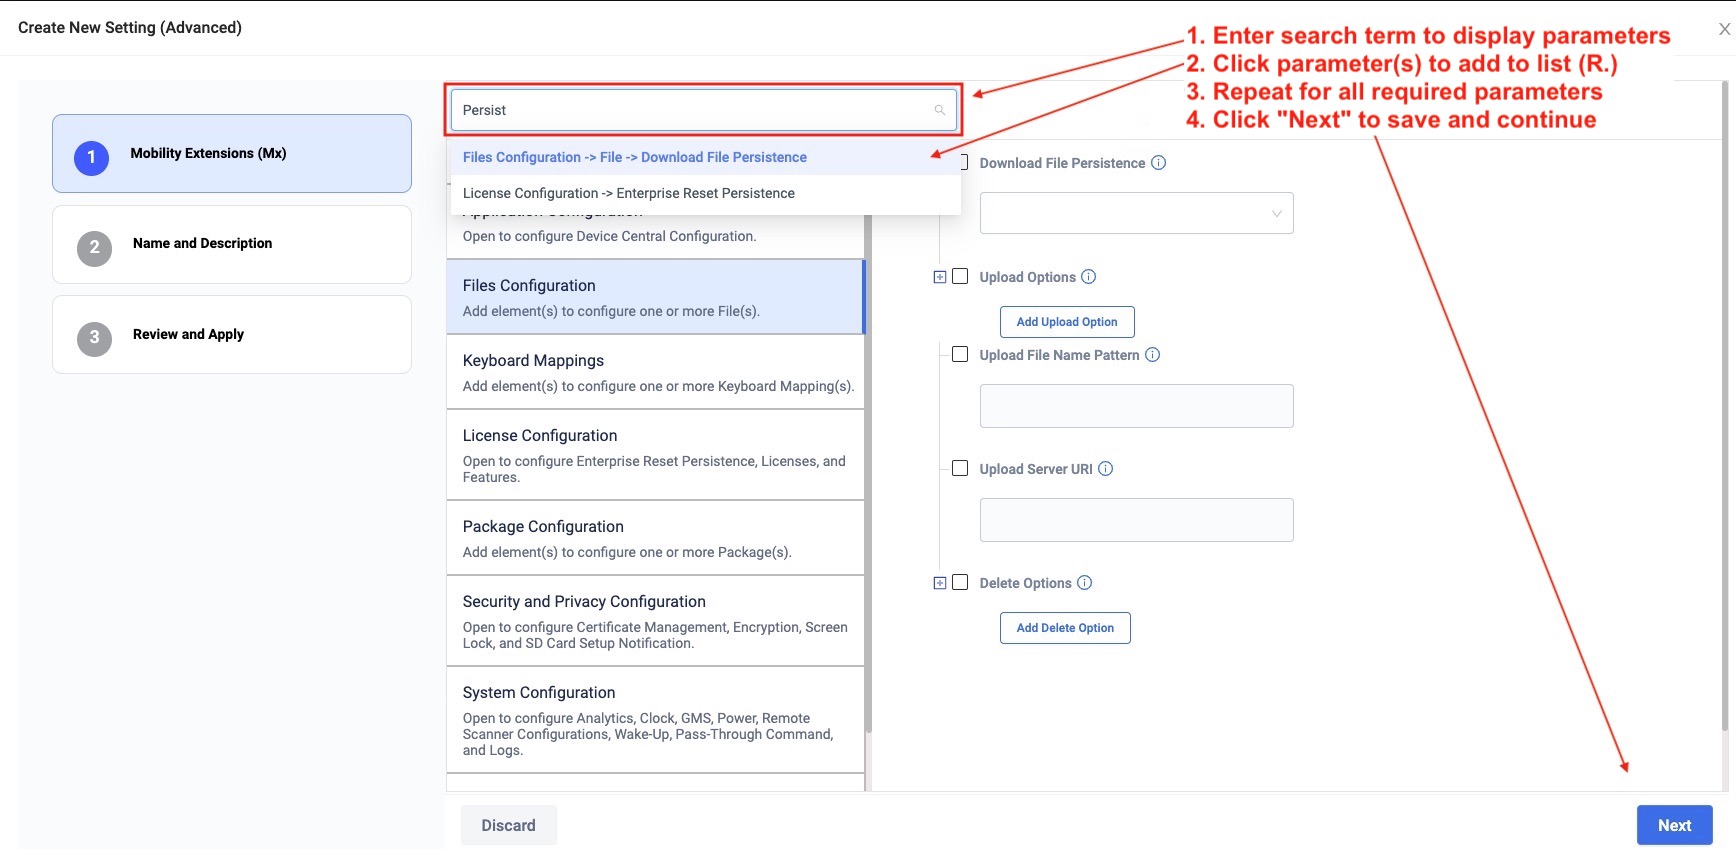 Create New Setting (Advanced)
X
1. Enter search term to display parameters
2. Click parameter(s) to add to list (R.)
3. Repeat for all required parameters
4. Click "Next" to save and continue
1
Mobility Extensions (Mx)
2
Name and Description
3
Review and Apply
Persist
Files Configuration -> File -> Download File Persistence
License Configuration -> Enterprise Reset Persistence
Application Configuration
Open to configure Device Central Configuration.
Files Configuration
Add element(s) to configure one or more File(s).
Keyboard Mappings
Add element(s) to configure one or more Keyboard Mapping(s).
License Configuration
Open to configure Enterprise Reset Persistence, Licenses, and
Features.
Package Configuration
Add element(s) to configure one or more Package(s).
Security and Privacy Configuration
Open to configure Certificate Management, Encryption, Screen
Lock, and SD Card Setup Notification.
System Configuration
Open to configure Analytics, Clock, GMS, Power, Remote
Scanner Configurations, Wake-Up, Pass-Through Command,
and Logs.
Download File Persistence
Upload Options
Add Upload Option
Upload File Name Pattern
Upload Server URI
Delete Options
Add Delete Option
Discard
Next